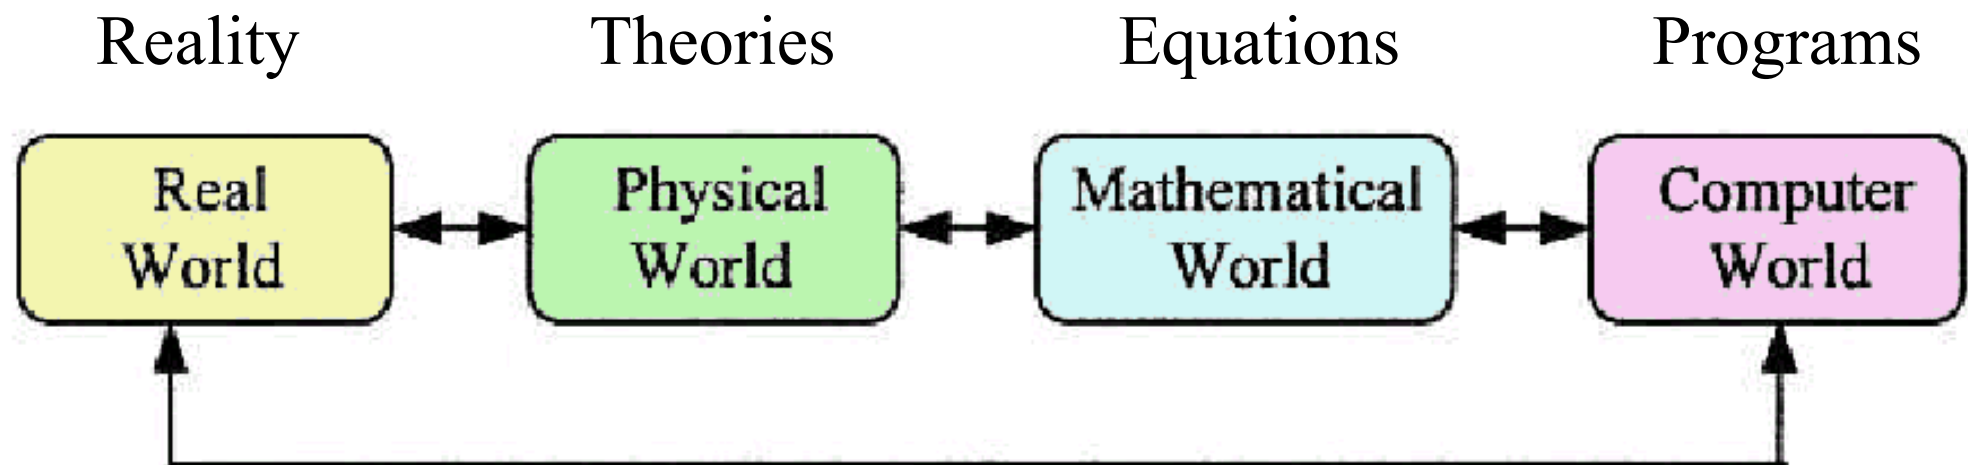 Reality
Theories
Equations
Programs
Real
World
Physical
World
Mathematical
World
Computer
World